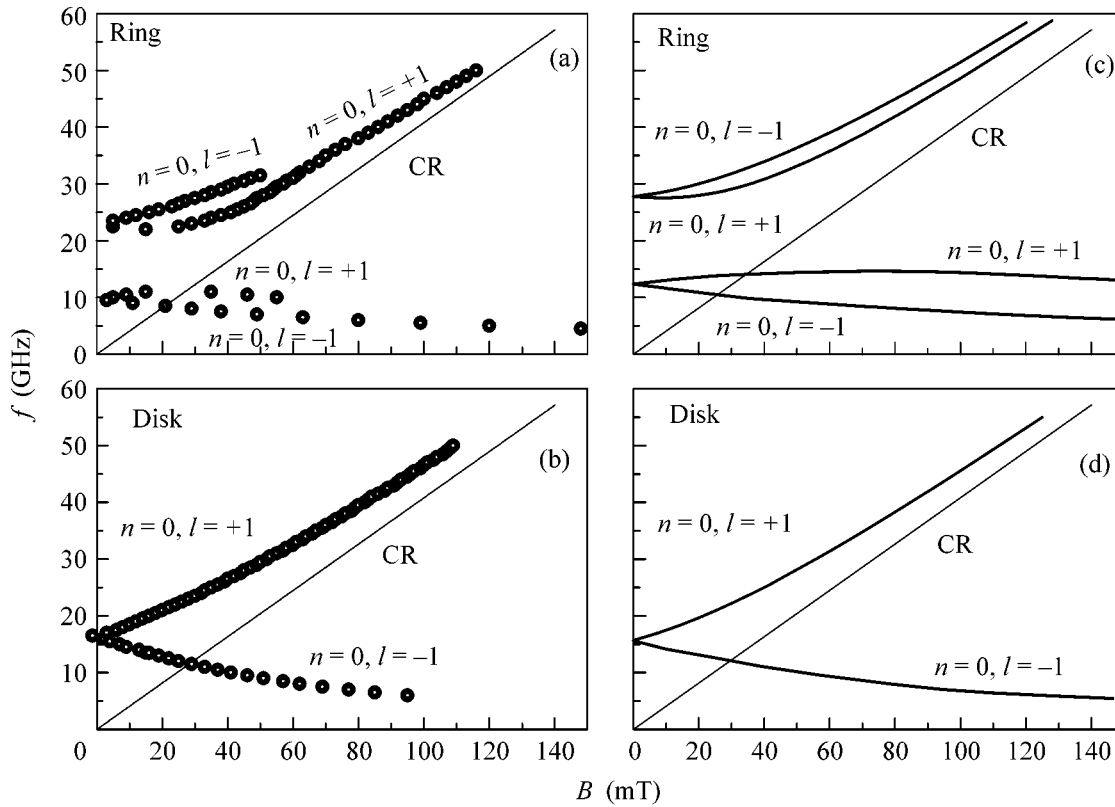 60
50
40
30
20
10
0
Ring
(a)
n = 0, l = –1
n = 0, l = +1
CR
n = 0, l = +1
n = 0, l = –1
Ring
(c)
n = 0, l = –1
CR
n = 0, l = +1
n = 0, l = +1
n = 0, l = –1
f (GHz)
60
50
40
30
20
10
Disk
(b)
n = 0, l = +1
CR
n = 0, l = –1
0 20 40 60 80 100 120 140
Disk
(d)
n = 0, l = +1
CR
n = 0, l = –1
0 20 40 60 80 100 120 140
B (mT)